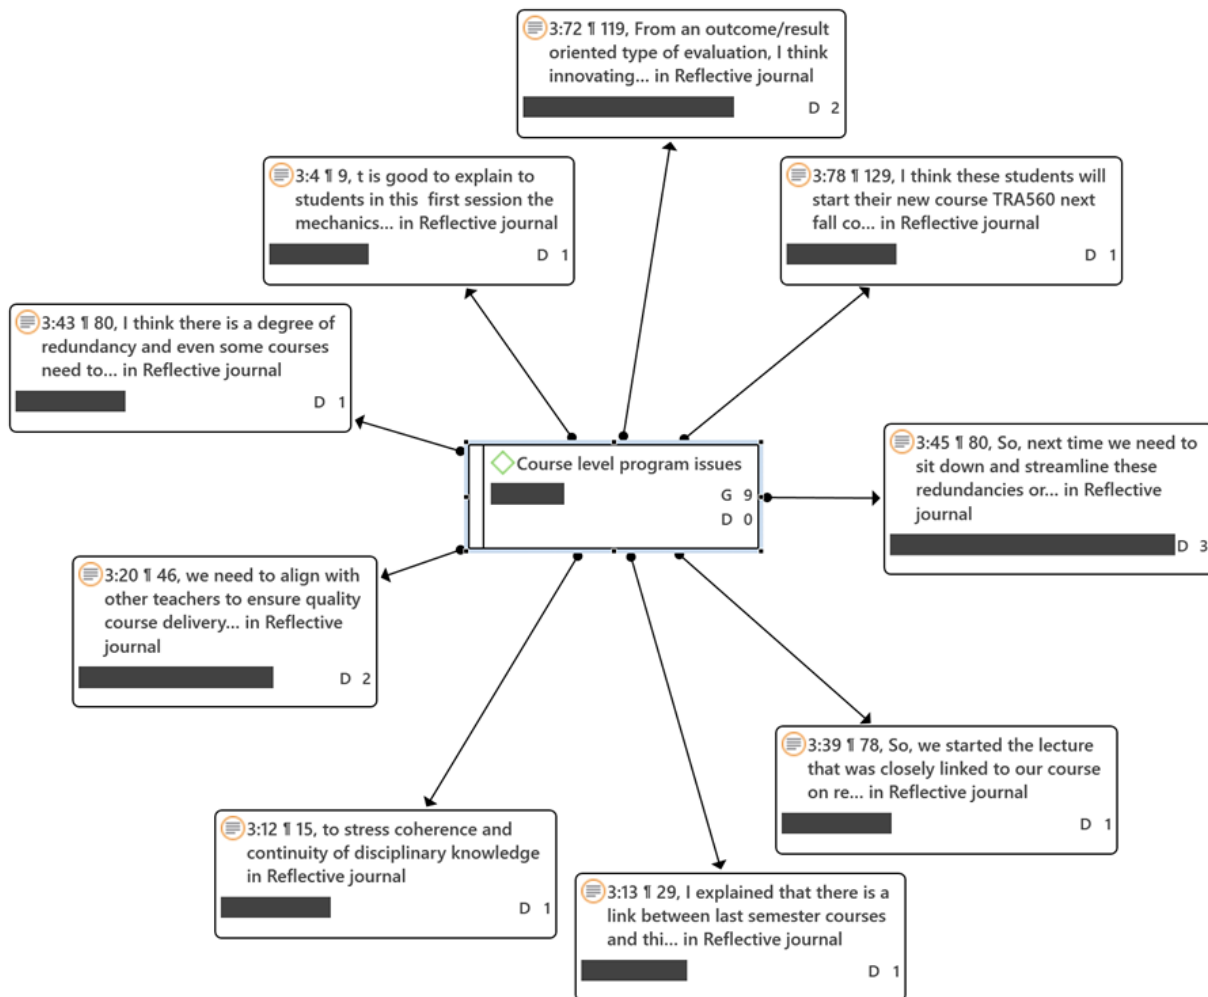 3:72 ¶ 119, From an outcome/result
oriented type of evaluation, I think
innovating... in Reflective journal
D 2
3:4 ¶ 9, t is good to explain to
students in this first session the
mechanics... in Reflective journal
D 1
3:78 ¶ 129, I think these students will
start their new course TRA560 next
fall co... in Reflective journal
D 1
3:43 ¶ 80, I think there is a degree of
redundancy and even some courses
need to... in Reflective journal
D 1
Course level program issues
G 9
D 0
3:45 ¶ 80, So, next time we need to
sit down and streamline these
redundancies or... in Reflective
journal
D 3
3:20 ¶ 46, we need to align with
other teachers to ensure quality
course delivery... in Reflective
journal
D 2
3:39 ¶ 78, So, we started the lecture
that was closely linked to our course
on re... in Reflective journal
D 1
3:12 ¶ 15, to stress coherence and
continuity of disciplinary knowledge
in Reflective journal
D 1
3:13 ¶ 29, I explained that there is a
link between last semester courses
and thi... in Reflective journal
D 1